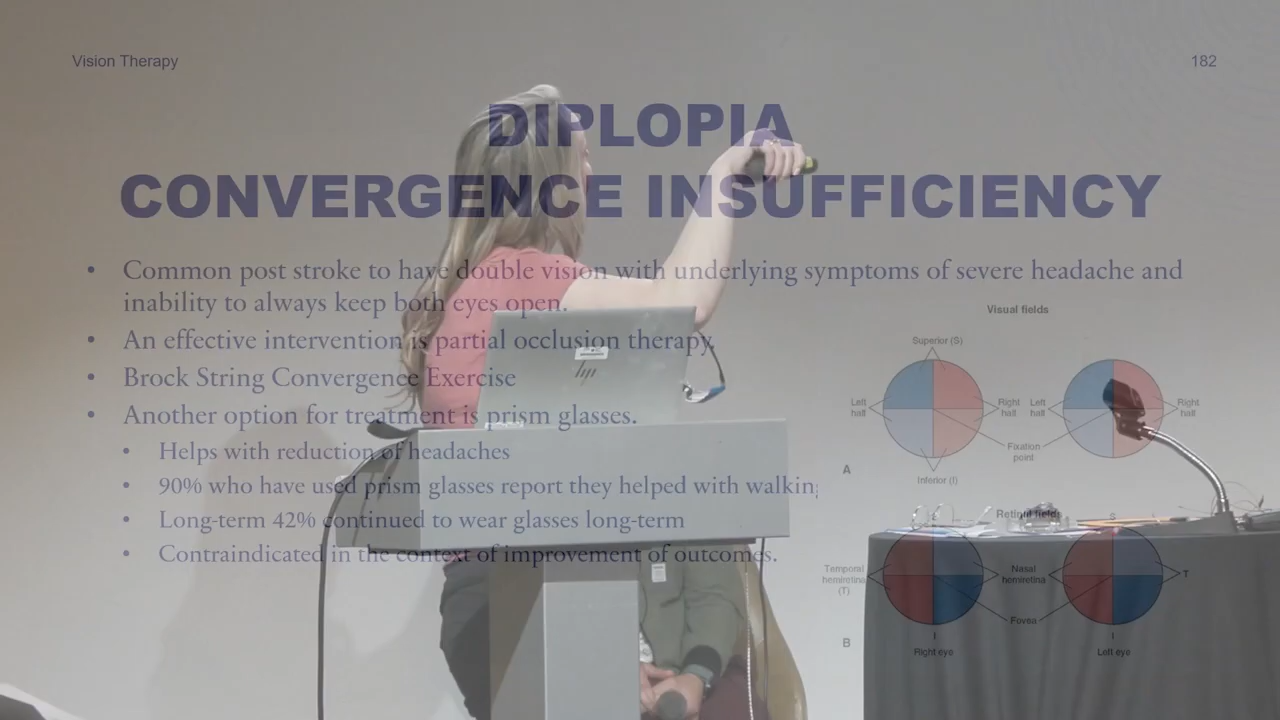 Vision Therapy
182
DIPLOPIA
CONVERGENCE INSUFFICIENCY
• Common post stroke to have double vision with underlying symptoms of severe headache and
inability to always keep both eyes open.
• An effective intervention is partial occlusion therapy.
• Brock String Convergence Exercise
• Another option for treatment is prism glasses.
• Helps with reduction of headaches
• 90% who have used prism glasses report they helped with walking
• Long-term 42% continued to wear glasses long-term
• Contraindicated in the context of improvement of outcomes.
Visual fields
Superior (S)
Left half
Right half
Left half
Right half
Fixation point
A
Inferior (I)
Retinal fields
S
Temporal hemiretina (T)
Nasal hemiretina
T
Fovea
I
I
B
Right eye
Left eye
hp